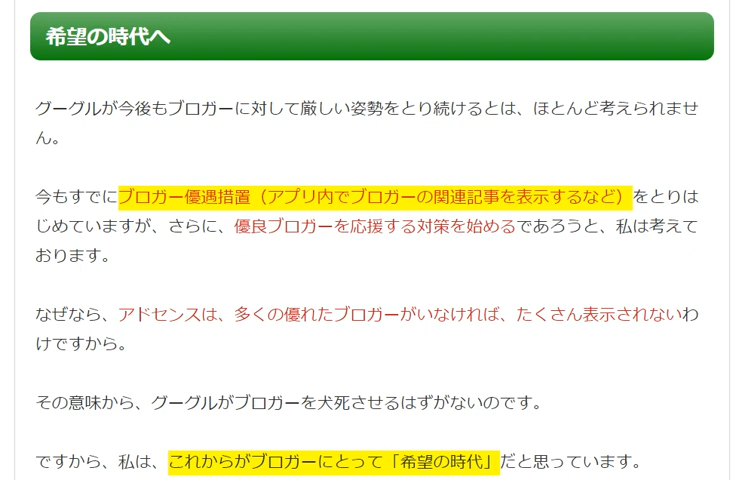 希望の時代へ
グーグルが今後もブロガーに対して厳しい姿勢をとり続けるとは、ほとんど考えられませ
ん。
今もすでにブロガー優遇措置（アプリ内でブロガーの関連記事を表示するなど）をとりは
じめていますが、さらに、優良ブロガーを応援する対策を始めるであろうと、私は考えて
おります。
なぜなら、アドセンスは、多くの優れたブロガーがいなければ、たくさん表示されないわ
けですから。
その意味から、グーグルがブロガーを犬死させるはずがないのです。
ですから、私は、これからがブロガーにとって「希望の時代」だと思っています。